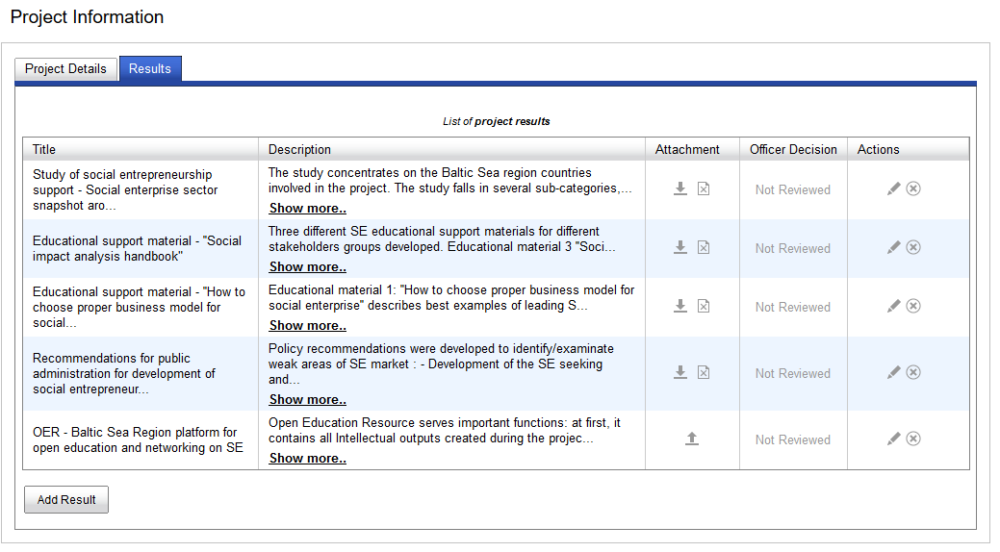 Project Information
Project Details
Results
List of project results
Title
Description
Attachment
Officer Decision
Actions
Study of social entrepreneurship
support - Social enterprise sector
snapshot aro...
The study concentrates on the Baltic Sea region countries
involved in the project. The study falls in several sub-categories,...
Show more..
Not Reviewed
Educational support material - "Social
impact analysis handbook"
Three different SE educational support materials for different
stakeholders groups developed. Educational material 3 "Soci...
Show more..
Not Reviewed
Educational support material - "How to
choose proper business model for
social...
Educational material 1: "How to choose proper business model for
social enterprise" describes best examples of leading S...
Show more..
Not Reviewed
Recommendations for public
administration for development of
social entrepreneur...
Policy recommendations were developed to identify/examinate
weak areas of SE market : - Development of the SE seeking
and...
Show more..
Not Reviewed
OER - Baltic Sea Region platform for
open education and networking on SE
Open Education Resource serves important functions: at first, it
contains all Intellectual outputs created during the projec...
Show more..
Not Reviewed
Add Result